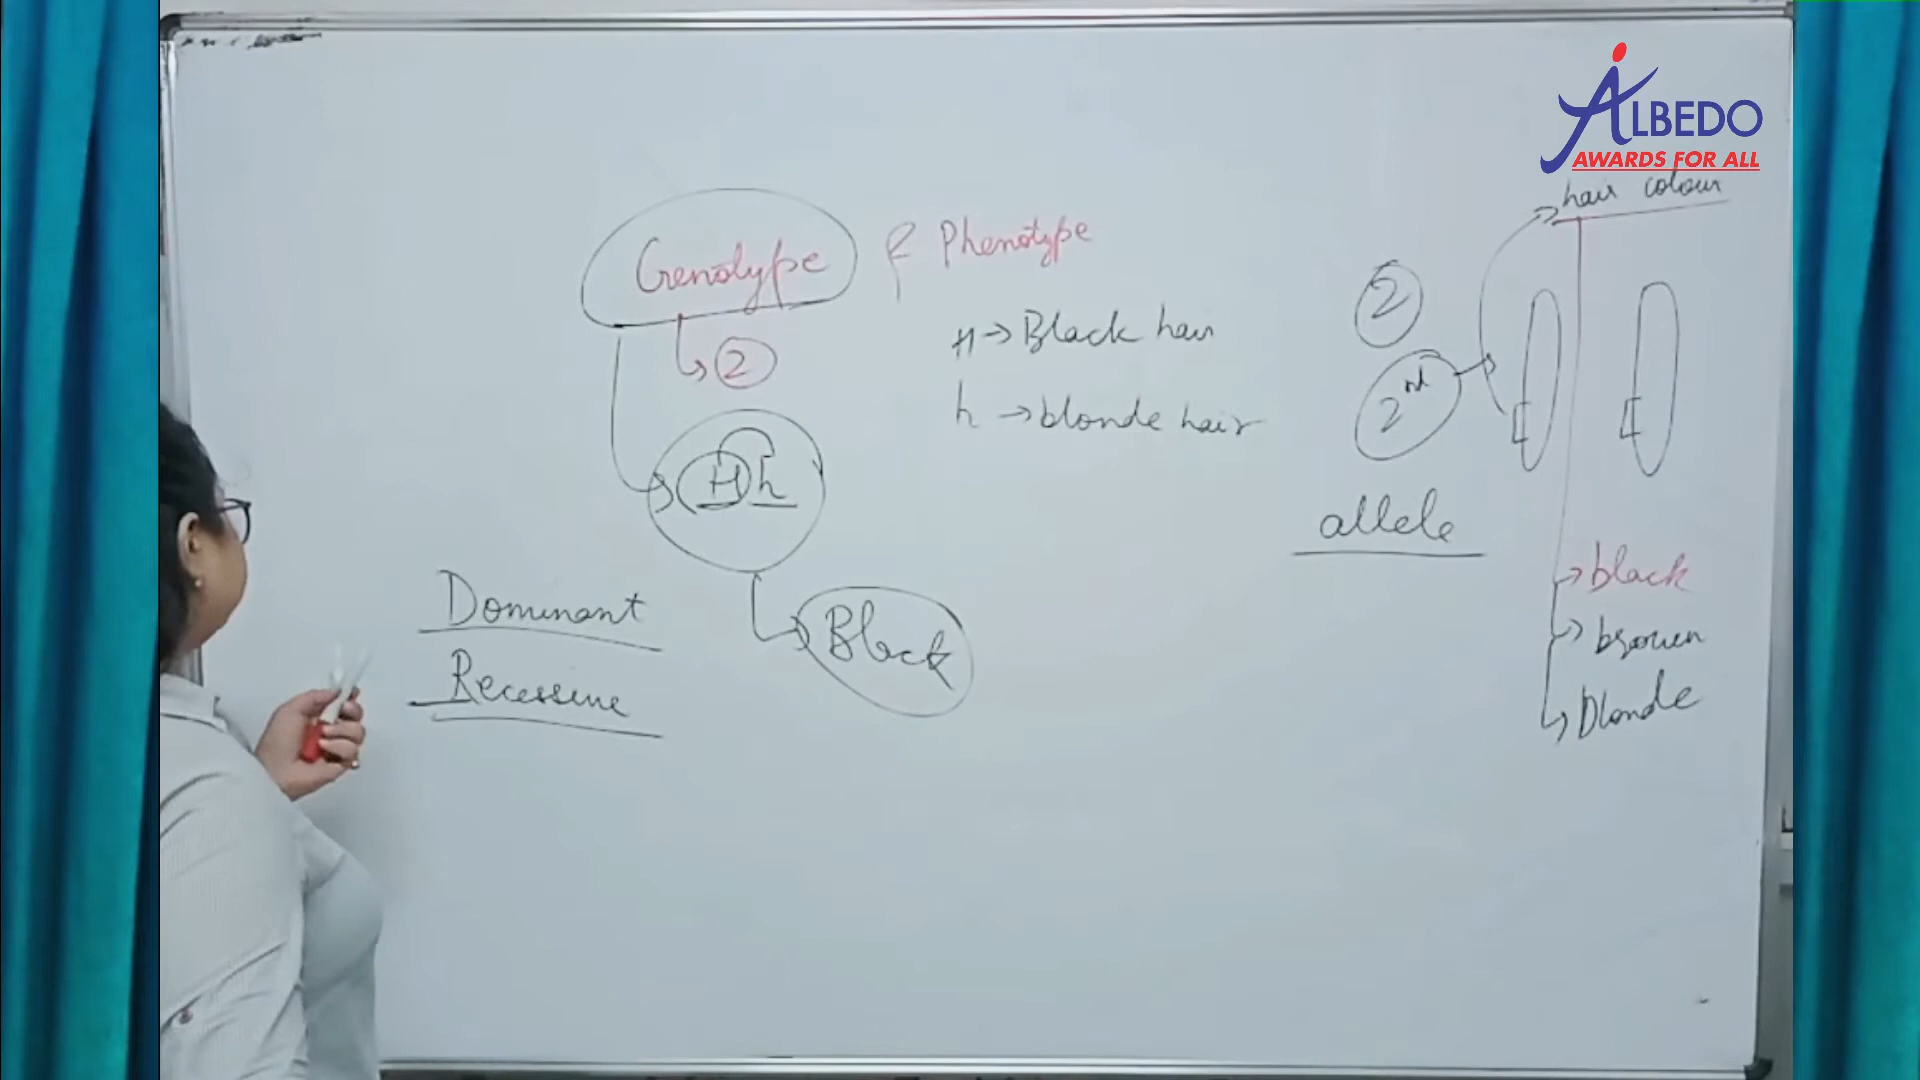 ALBEDO
AWARDS FOR ALL
hair colour
Genotype & Phenotype
2
H → Black hair
h → blonde hair
Hh
Black
Dominant
Recessive
2
2nd
allele
black
brown
blonde